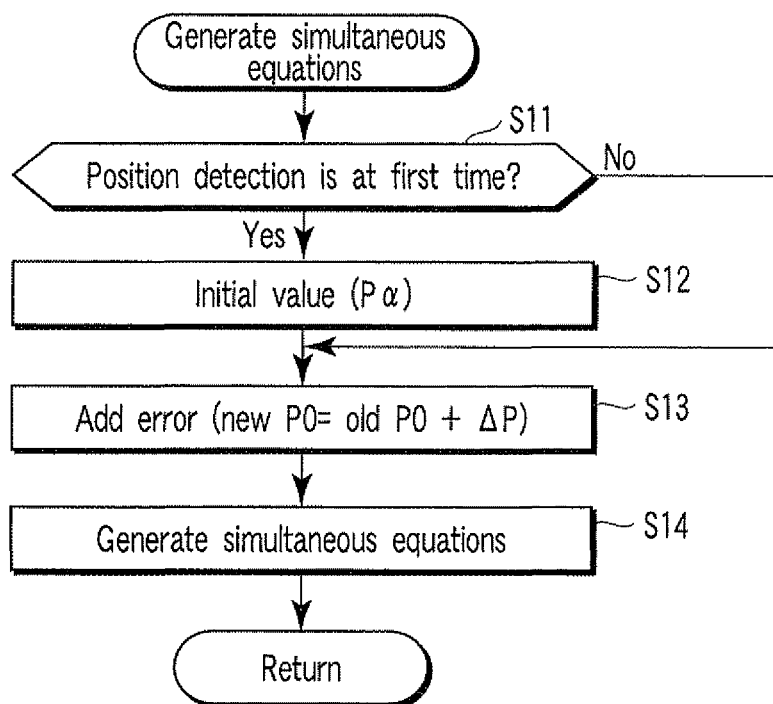 Generate simultaneous
equations
S11
Position detection is at first time?
No
Yes
Initial value (Pα)
S12
Add error (new P0= old P0 + ΔP)
S13
Generate simultaneous equations
S14
Return